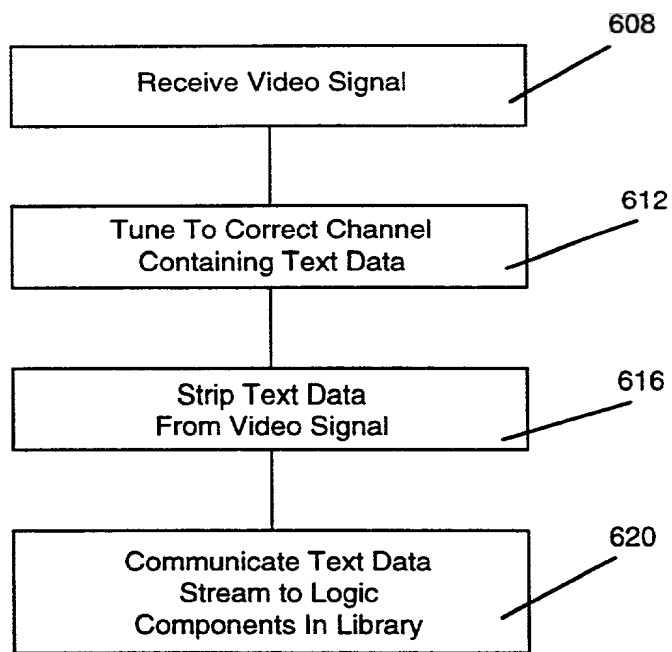 608
Receive Video Signal
612
Tune To Correct Channel
Containing Text Data
616
Strip Text Data
From Video Signal
620
Communicate Text Data
Stream to Logic
Components In Library